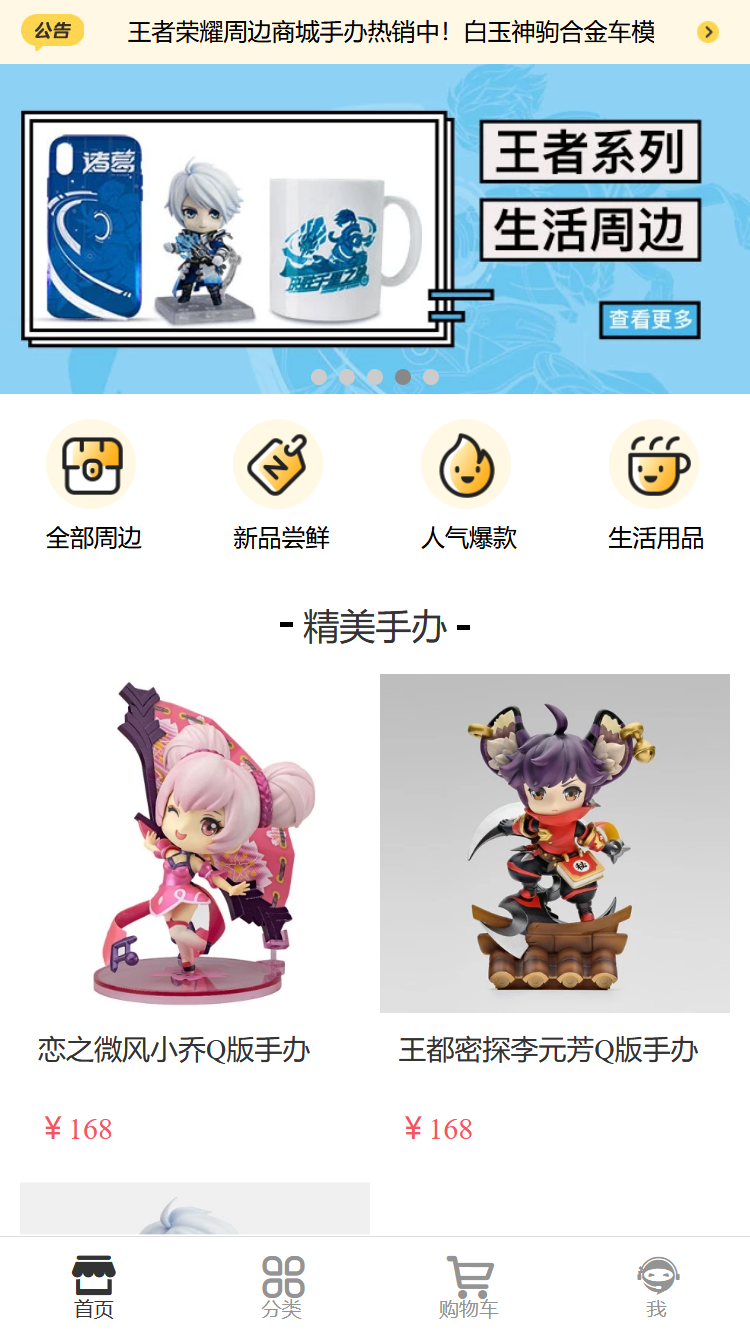 公告
王者荣耀周边商城手办热销中！白玉神驹合金车模
诸葛
王者系列
生活周边
查看更多
全部周边
新品尝鲜
人气爆款
生活用品
- 精美手办 -
恋之微风小乔Q版手办
王都密探李元芳Q版手办
￥168
￥168
首页
分类
购物车
我